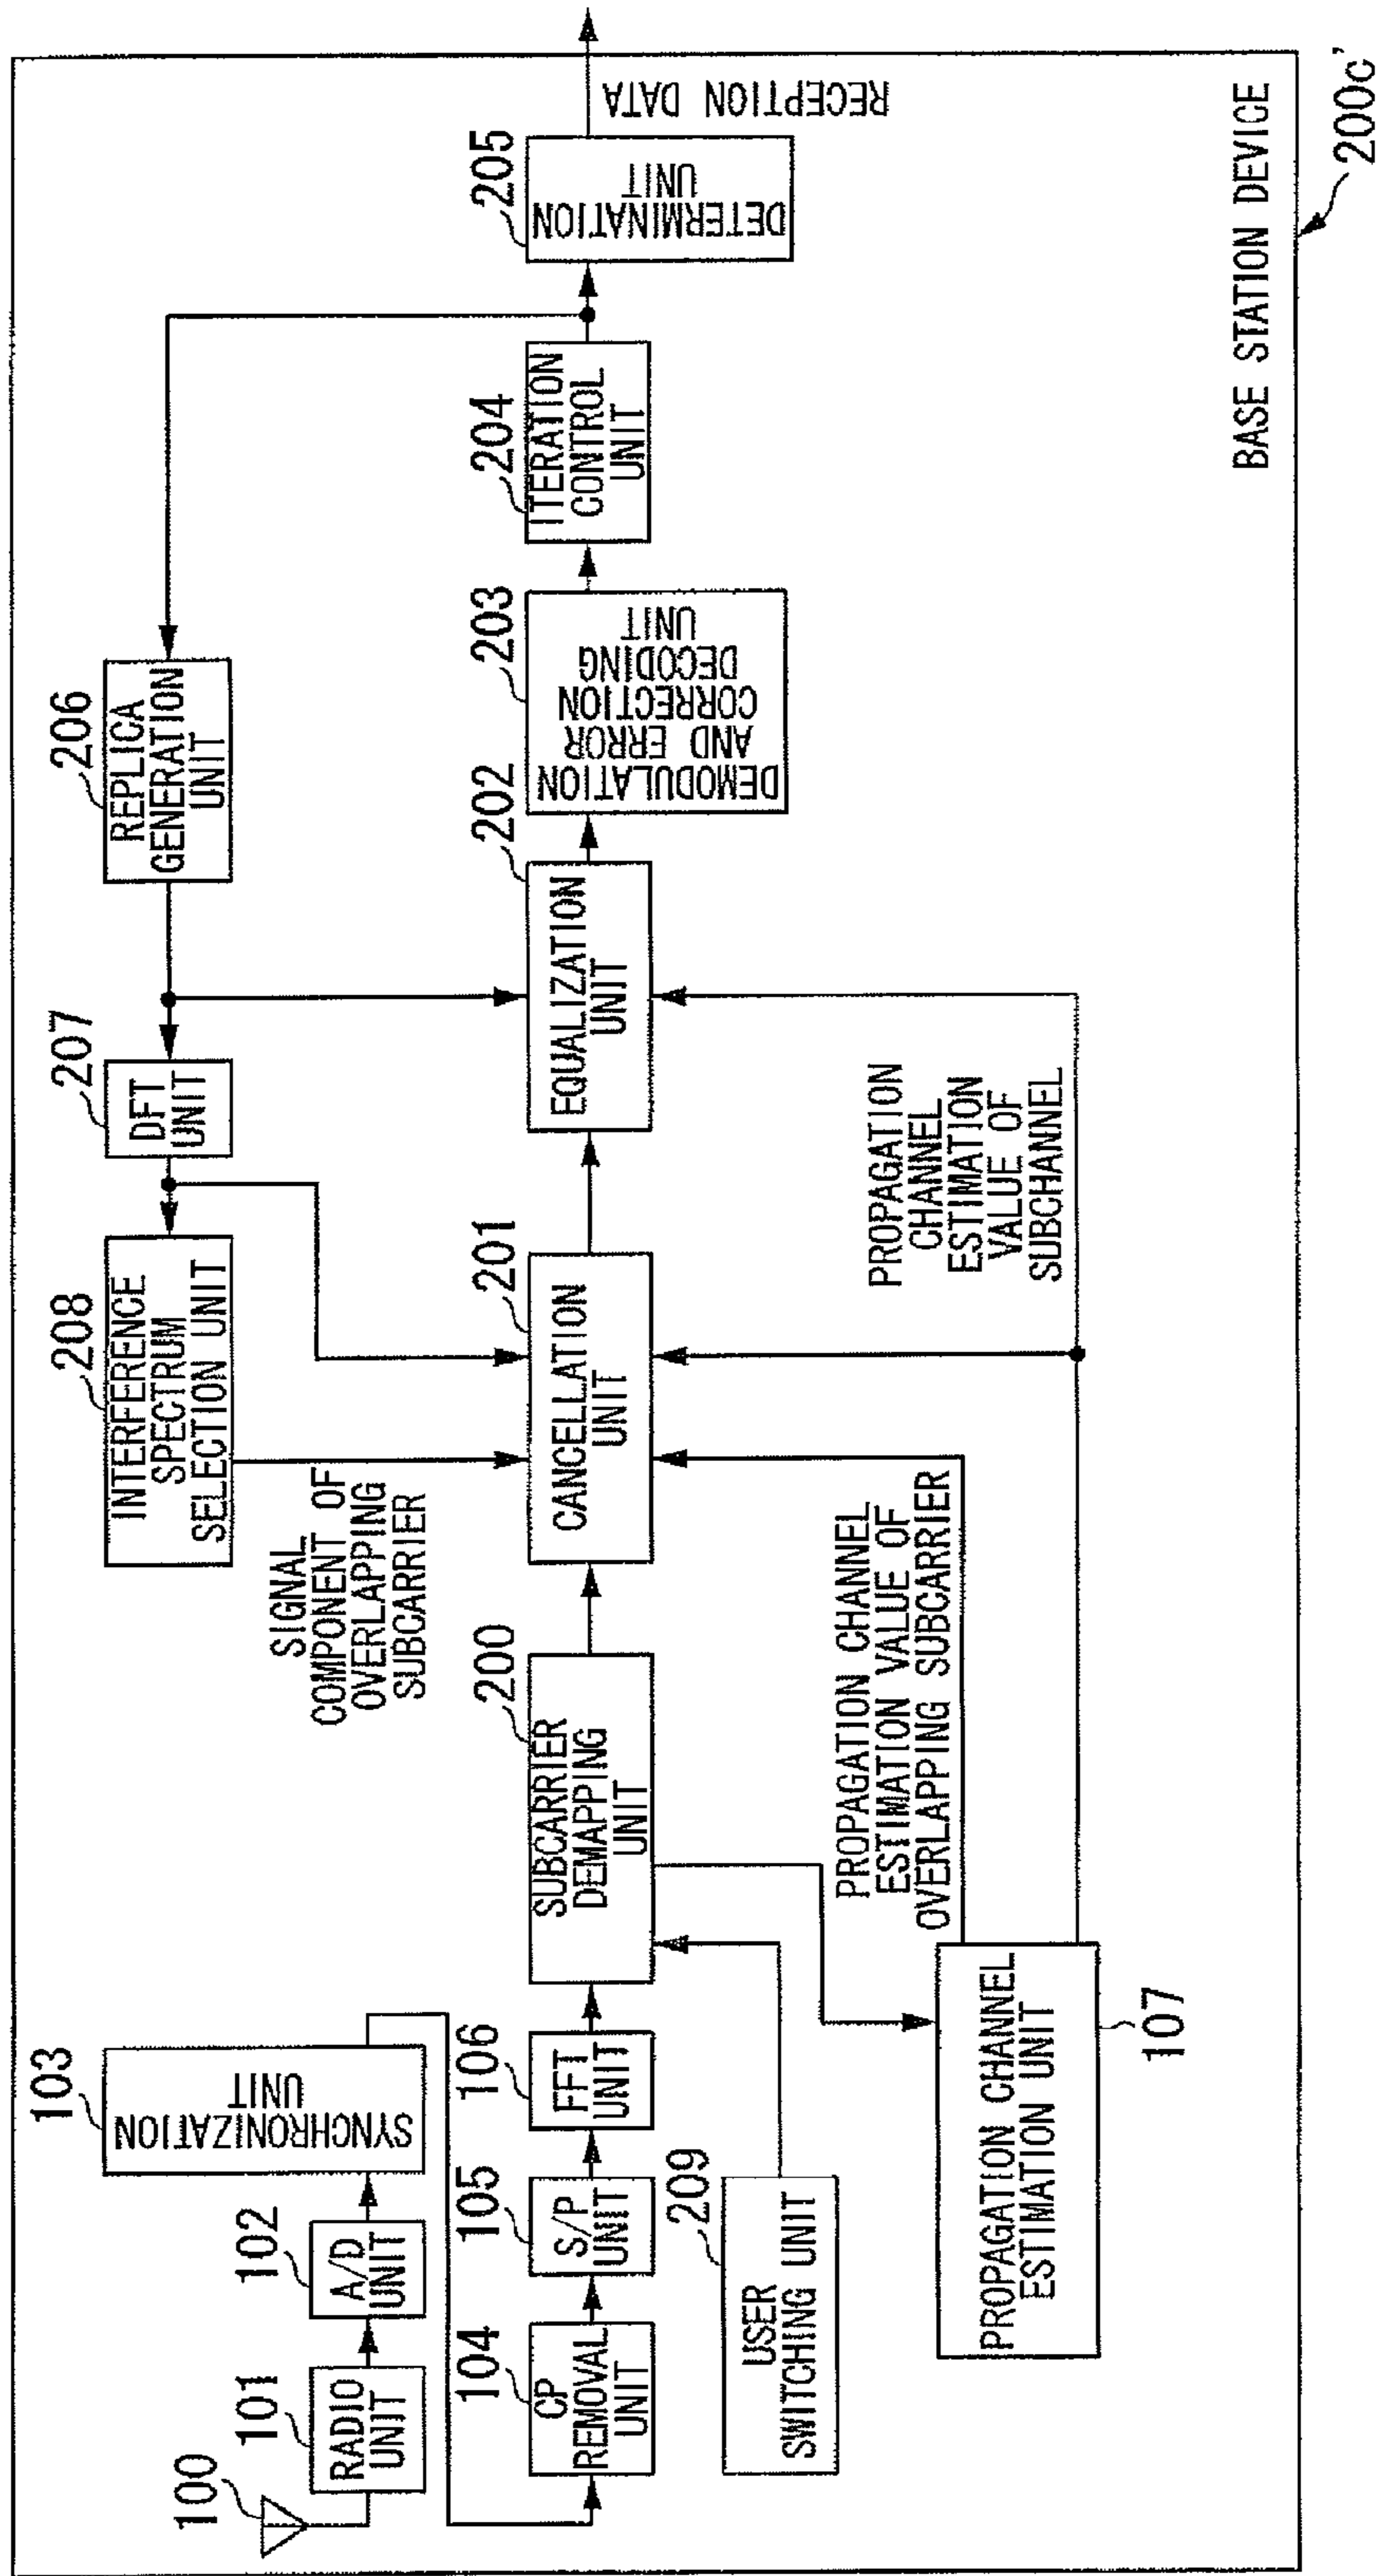 100
101
RADIO
UNIT
102
A/D
UNIT
103
SYNCHRONIZATION
UNIT
104
CP
REMOVAL
UNIT
105
S/P
UNIT
106
FFT
UNIT
209
USER
SWITCHING UNIT
200
SUBCARRIER
DEMAPPING
UNIT
PROPAGATION CHANNEL
ESTIMATION UNIT
107
PROPAGATION CHANNEL
ESTIMATION VALUE OF
OVERLAPPING SUBCARRIER
SIGNAL
COMPONENT OF
OVERLAPPING
SUBCARRIER
208
INTERFERENCE
SPECTRUM
SELECTION UNIT
201
CANCELLATION
UNIT
207
DFT
UNIT
PROPAGATION
CHANNEL
ESTIMATION
VALUE OF
SUBCHANNEL
202
EQUALIZATION
UNIT
206
REPLICA
GENERATION
UNIT
203
DEMODULATION
AND ERROR
CORRECTION
DECODING
UNIT
204
ITERATION
CONTROL
UNIT
205
DETERMINATION
UNIT
RECEPTION DATA
BASE STATION DEVICE
200c'